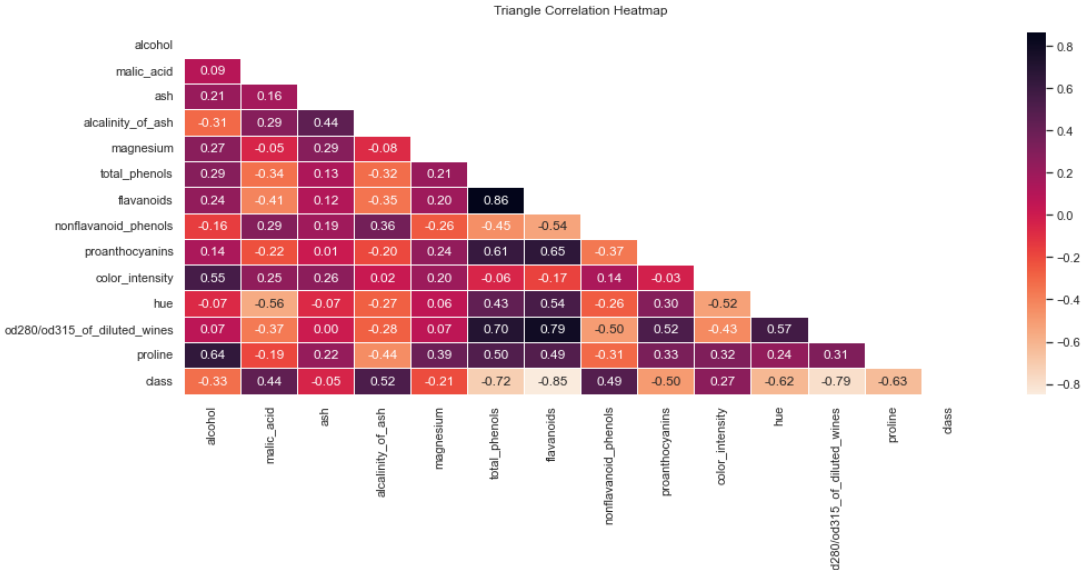 Triangle Correlation Heatmap
alcohol
malic_acid 0.09
ash 0.21 0.16
alcalinity_of_ash -0.31 0.29 0.44
magnesium 0.27 -0.05 0.29 -0.08
total_phenols 0.29 -0.34 0.13 -0.32 0.21
flavanoids 0.24 -0.41 0.12 -0.35 0.20 0.86
nonflavanoid_phenols -0.16 0.29 0.19 0.36 -0.26 -0.45 -0.54
proanthocyanins 0.14 -0.22 0.01 -0.20 0.24 0.61 0.65 -0.37
color_intensity 0.55 0.25 0.26 0.02 0.20 -0.06 -0.17 0.14 -0.03
hue -0.07 -0.56 -0.07 -0.27 0.06 0.43 0.54 -0.26 0.30 -0.52
od280/od315_of_diluted_wines 0.07 -0.37 0.00 -0.28 0.07 0.70 0.79 -0.50 0.52 -0.43 0.57
proline 0.64 -0.19 0.22 -0.44 0.39 0.50 0.49 -0.31 0.33 0.32 0.24 0.31
class -0.33 0.44 -0.05 0.52 -0.21 -0.72 -0.85 0.49 -0.50 0.27 -0.62 -0.79 -0.63
alcohol
malic_acid
ash
alcalinity_of_ash
magnesium
total_phenols
flavanoids
nonflavanoid_phenols
proanthocyanins
color_intensity
hue
d280/od315_of_diluted_wines
proline
class
0.8
0.6
0.4
0.2
0.0
-0.2
-0.4
-0.6
-0.8